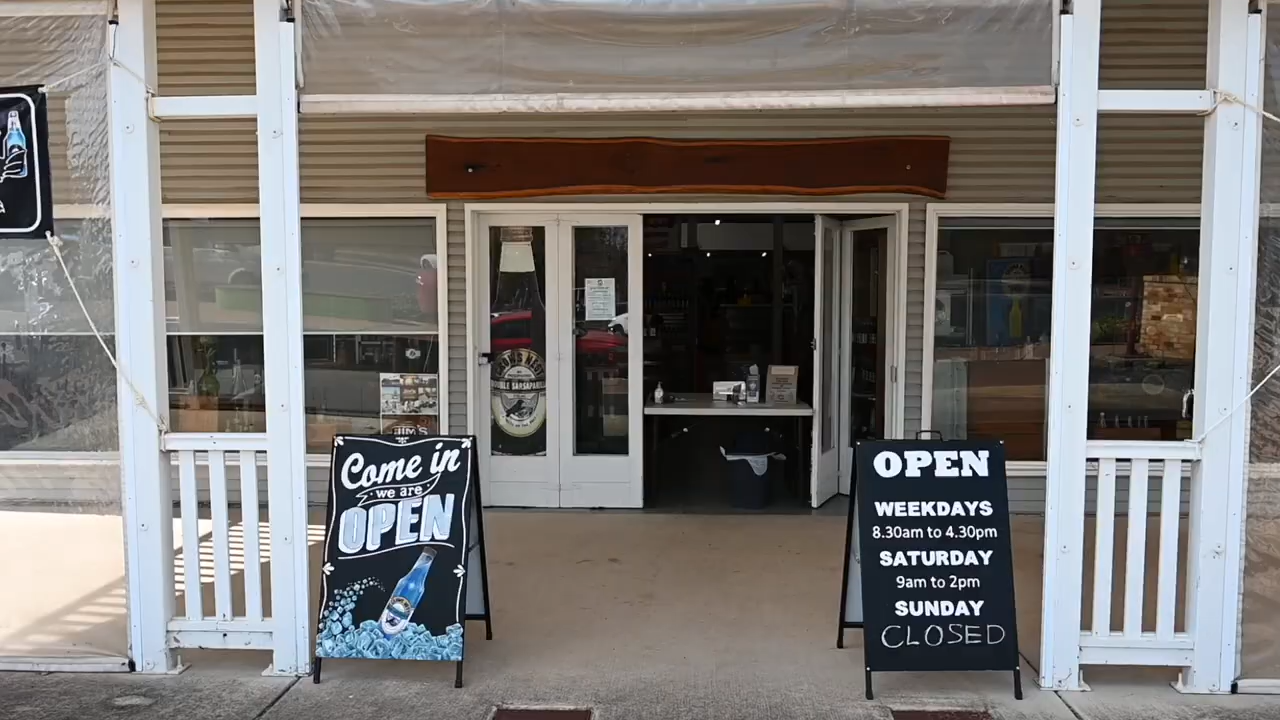 Come in
we are
OPEN
DOUBLE SARSAPARILLA
OPEN
WEEKDAYS
8.30am to 4.30pm
SATURDAY
9am to 2pm
SUNDAY
CLOSED